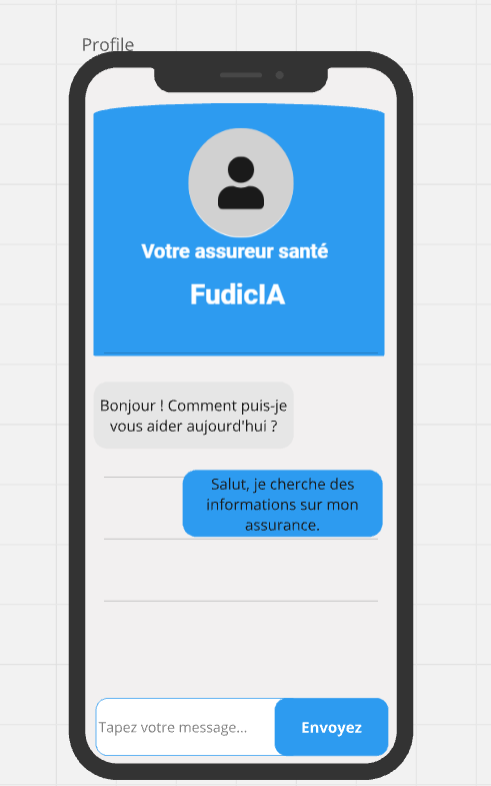 Profile
Votre assureur santé
FudicIA
Bonjour ! Comment puis-je
vous aider aujourd'hui ?
Salut, je cherche des
informations sur mon
assurance.
Tapez votre message...
Envoyez